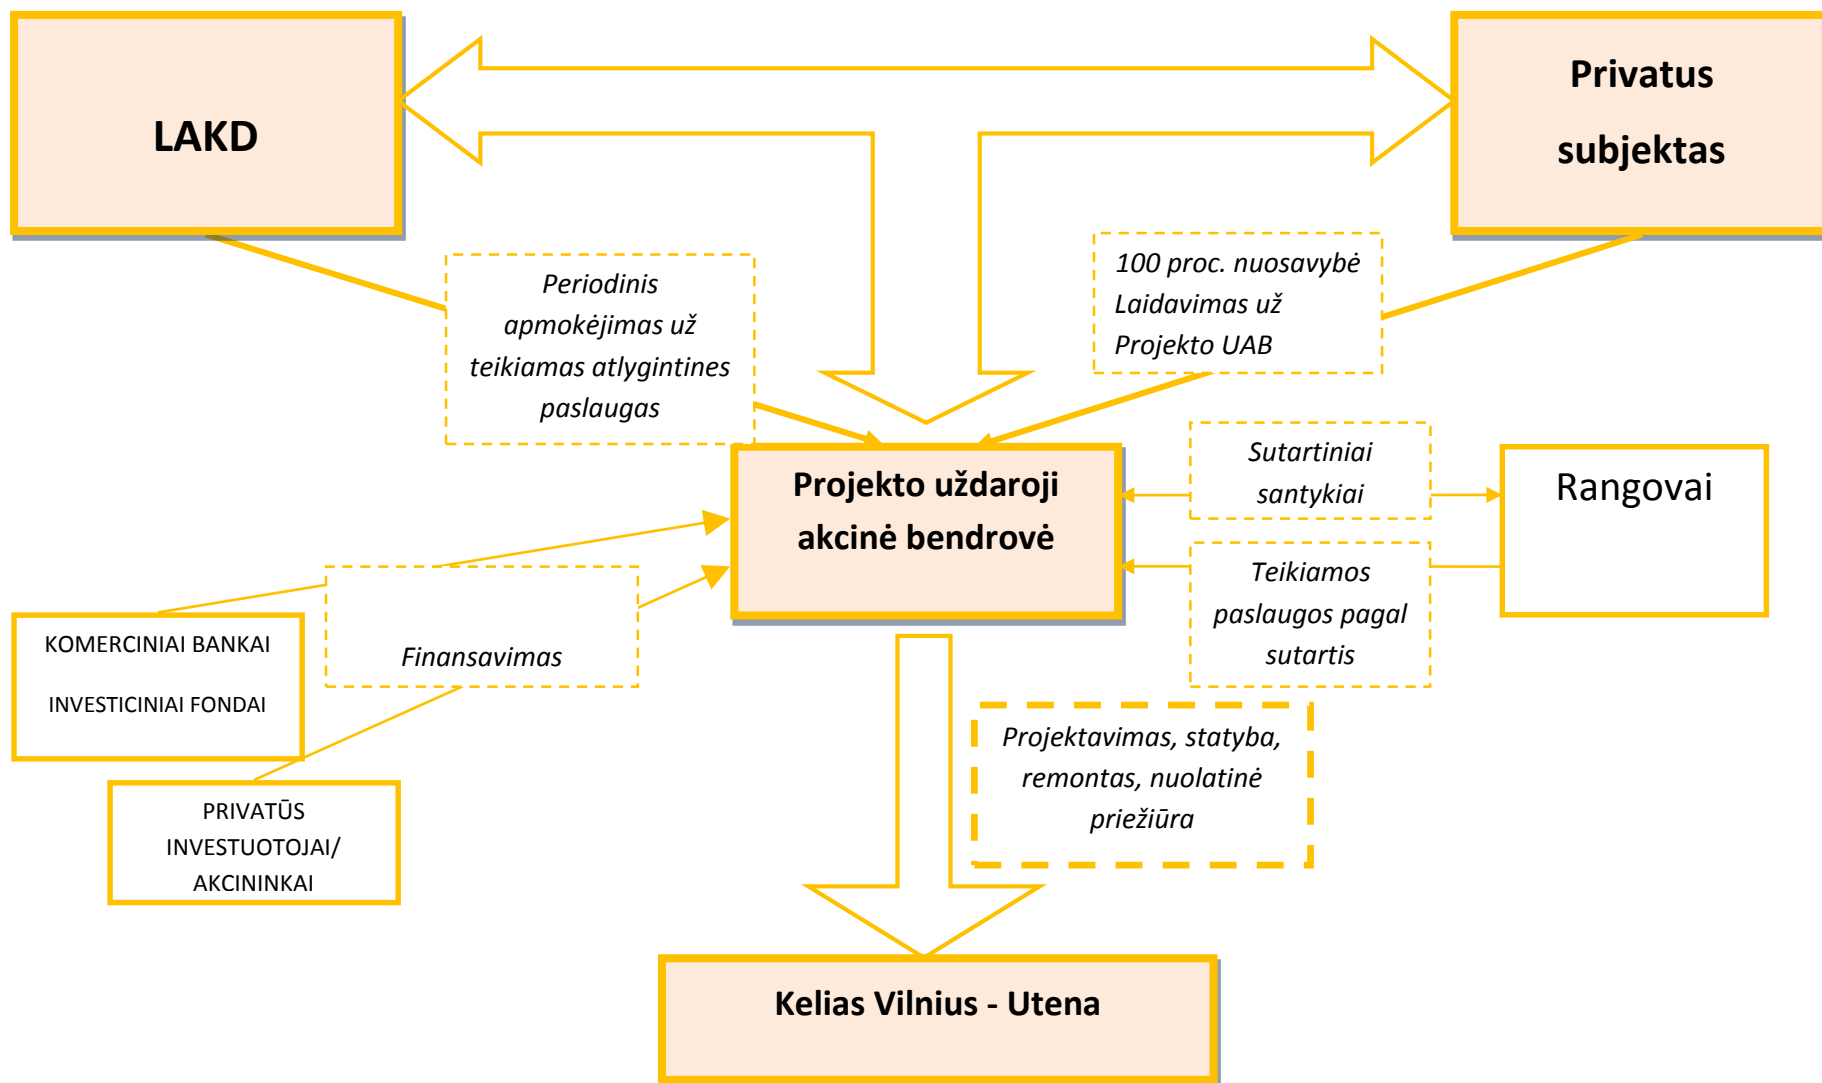 LAKD
Privatus
subjektas
Periodinis
apmokėjimas už
teikiamas atlygintines
paslaugas
100 proc. nuosavybė
Laidavimas už
Projekto UAB
Projekto uždaroji
akcinė bendrovė
Sutartiniai
santykiai
Rangovai
Teikiamos
paslaugos pagal
sutartis
Finansavimas
KOMERCINIAI BANKAI
INVESTICINIAI FONDAI
PRIVATŪS
INVESTUOTOJAI/
AKCININKAI
Projektavimas, statyba,
remontas, nuolatinė
priežiūra
Kelias Vilnius - Utena